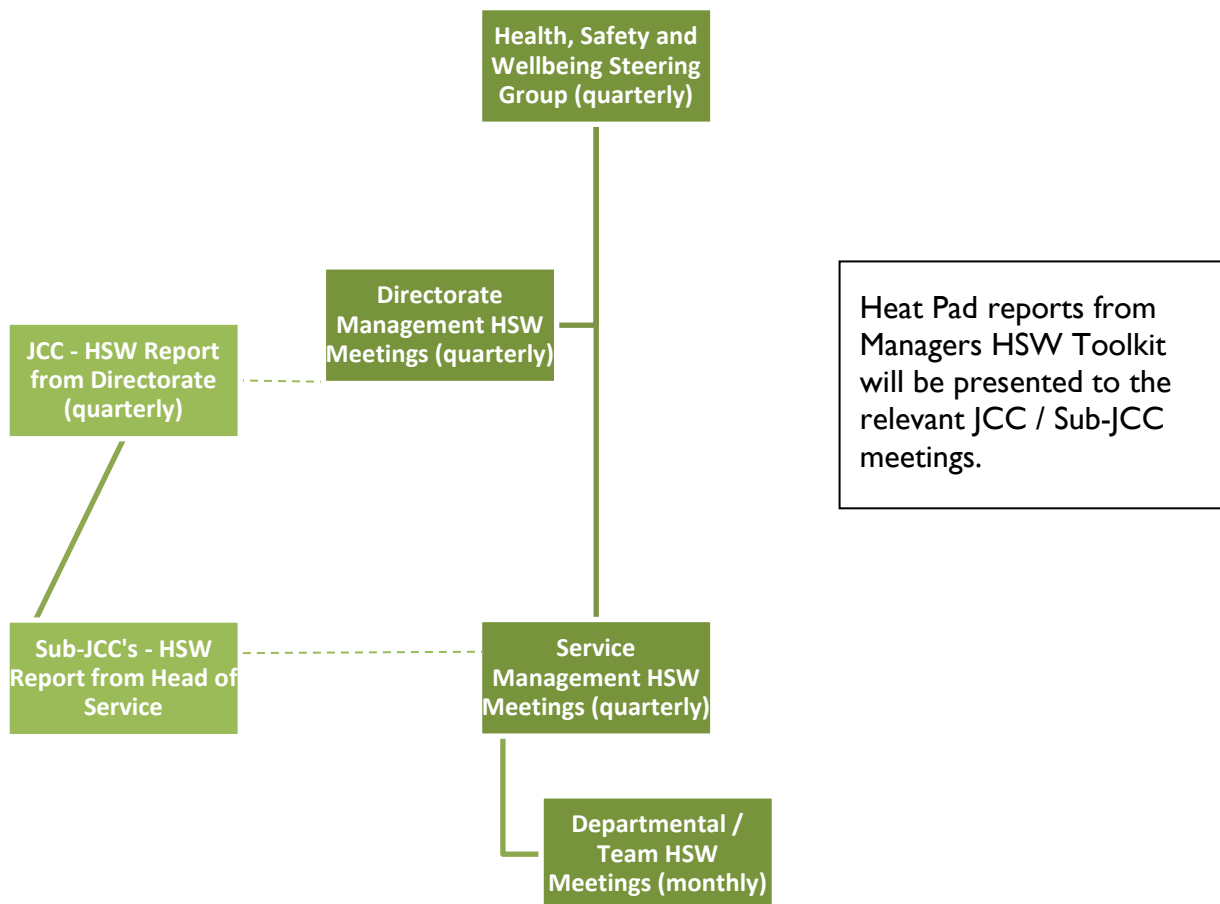 Health, Safety and
Wellbeing Steering
Group (quarterly)
Directorate
Management HSW
Meetings (quarterly)
JCC - HSW Report
from Directorate
(quarterly)
Heat Pad reports from
Managers HSW Toolkit
will be presented to the
relevant JCC / Sub-JCC
meetings.
Sub-JCC's - HSW
Report from Head of
Service
Service
Management HSW
Meetings (quarterly)
Departmental /
Team HSW
Meetings (monthly)